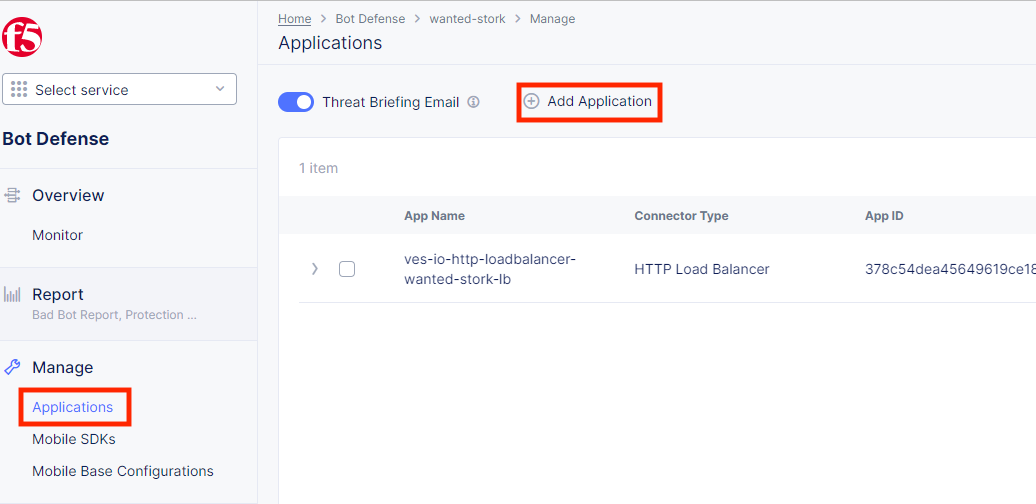 f5
Home > Bot Defense > wanted-stork > Manage
Applications
Select service
Threat Briefing Email
Add Application
Bot Defense
1 item
Overview
App Name Connector Type App ID
Monitor
ves-io-http-loadbalancer-
wanted-stork-lb
HTTP Load Balancer
378c54dea45649619ce18
Report
Bad Bot Report, Protection ...
Manage
Applications
Mobile SDKs
Mobile Base Configurations